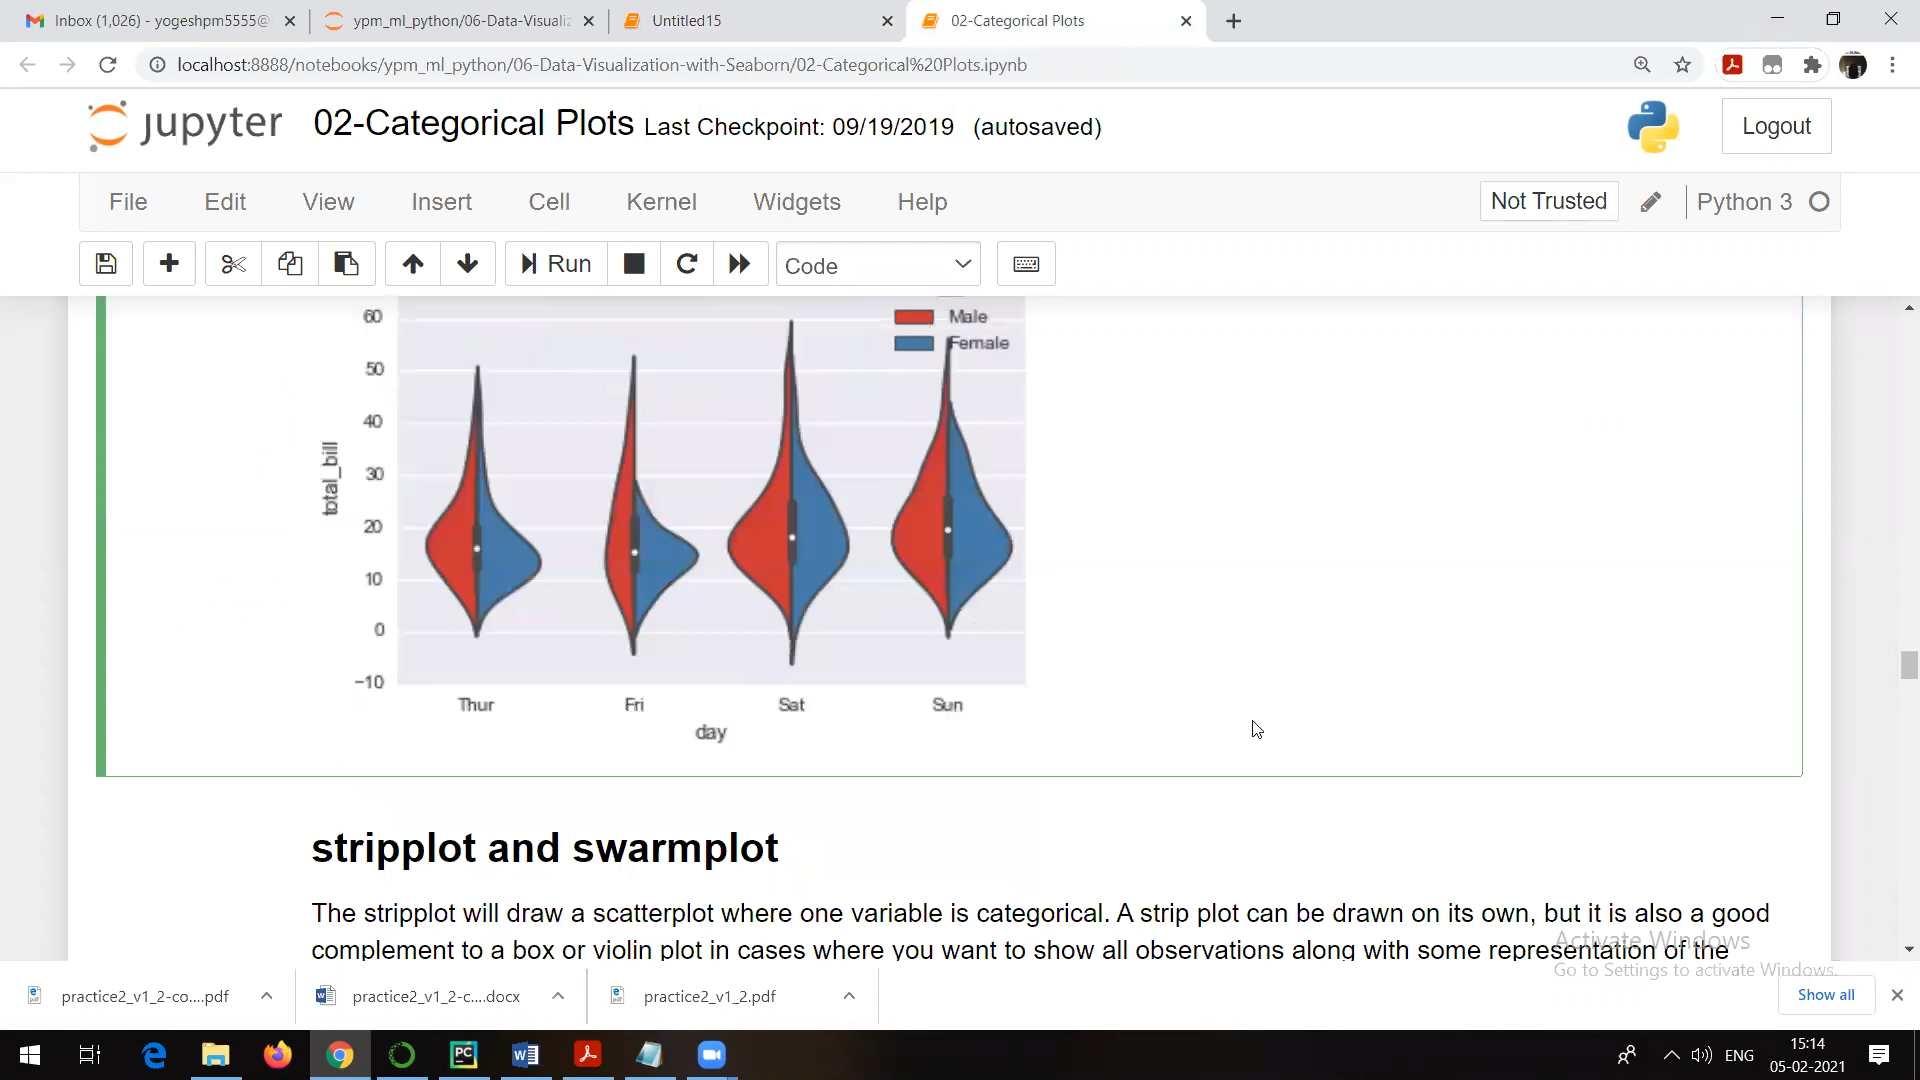 Inbox (1,026) - yogeshpm5555@
ypm_ml_python/06-Data-Visualiz
Untitled15
02-Categorical Plots
localhost:8888/notebooks/ypm_ml_python/06-Data-Visualization-with-Seaborn/02-Categorical%20Plots.ipynb
jupyter 02-Categorical Plots Last Checkpoint: 09/19/2019 (autosaved)
Logout
File Edit View Insert Cell Kernel Widgets Help
Not Trusted
Python 3
Run
Code
60
50
40
30
20
10
0
−10
total_bill
Male
Female
Thur Fri Sat Sun
day
stripplot and swarmplot
The stripplot will draw a scatterplot where one variable is categorical. A strip plot can be drawn on its own, but it is also a good
complement to a box or violin plot in cases where you want to show all observations along with some representation of the
Activate Windows
Go to Settings to activate Windows.
practice2_v1_2-co....pdf
practice2_v1_2-c....docx
practice2_v1_2.pdf
Show all
PC
ENG
15:14
05-02-2021